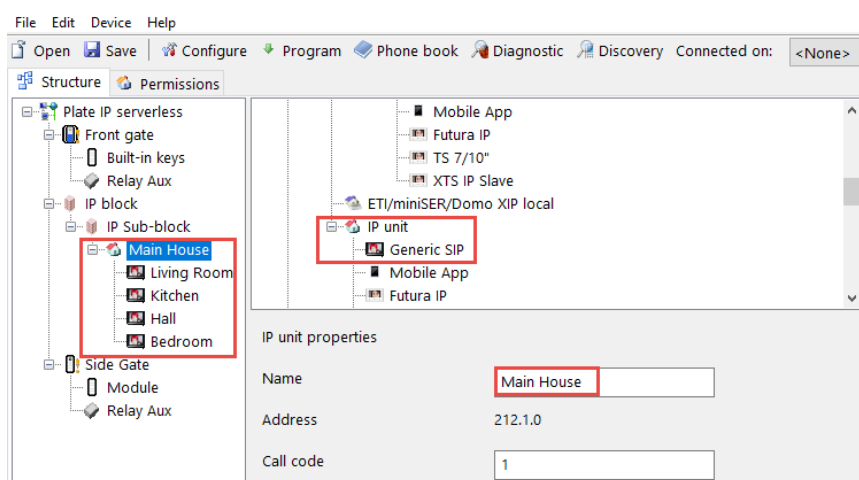 File Edit Device Help
Open Save Configure Program Phone book Diagnostic Discovery Connected on: <None>
Structure Permissions
Plate IP serverless
Front gate
Built-in keys
Relay Aux
IP block
IP Sub-block
Main House
Living Room
Kitchen
Hall
Bedroom
Side Gate
Module
Relay Aux
Mobile App
Futura IP
TS 7/10"
XTS IP Slave
ETI/miniSER/Domo XIP local
IP unit
Generic SIP
Mobile App
Futura IP
IP unit properties
Name Main House
Address 212.1.0
Call code 1